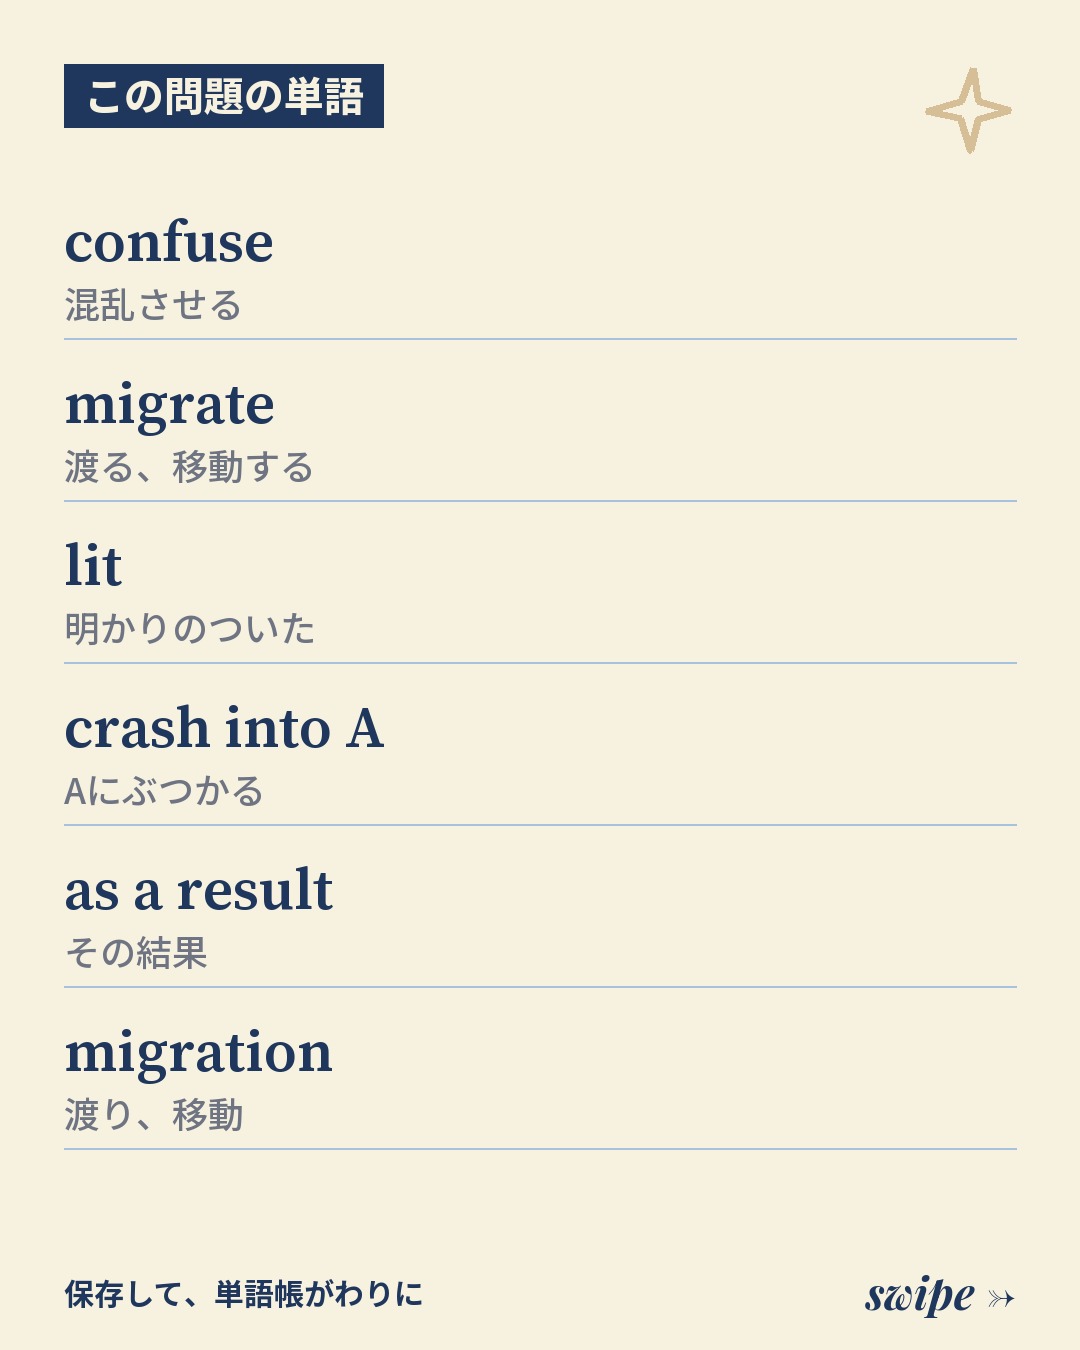 この問題の単語
confuse
混乱させる
migrate
渡る、移動する
lit
明かりのついた
crash into A
Aにぶつかる
as a result
その結果
migration
渡り、移動
保存して、単語帳がわりに
swipe